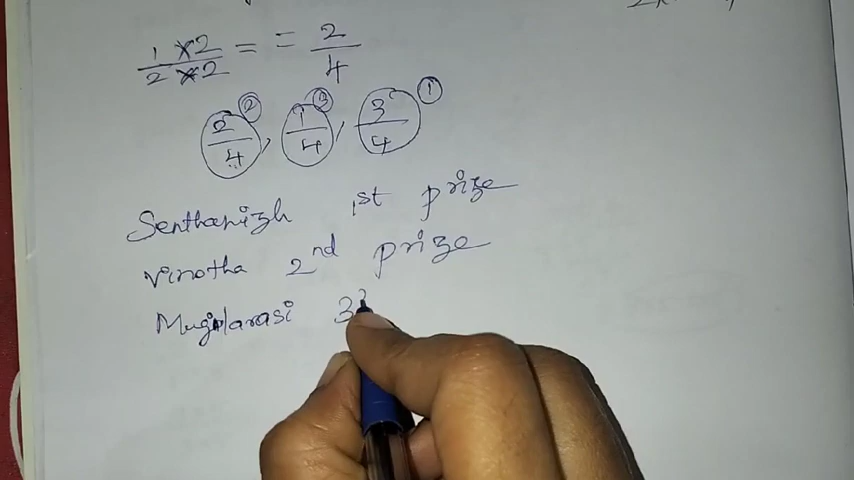 1 × 2 / 2 × 2 = = 2/4
2/4 ②, 1/4 ③, 3/4 ①
Senthamizh 1st prize
Vinotha 2nd prize
Mugilarasi 3